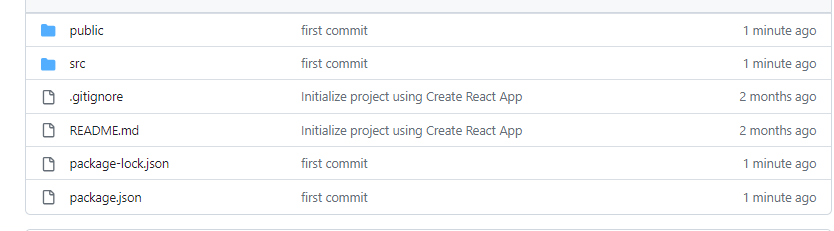 public first commit 1 minute ago
src first commit 1 minute ago
.gitignore Initialize project using Create React App 2 months ago
README.md Initialize project using Create React App 2 months ago
package-lock.json first commit 1 minute ago
package.json first commit 1 minute ago